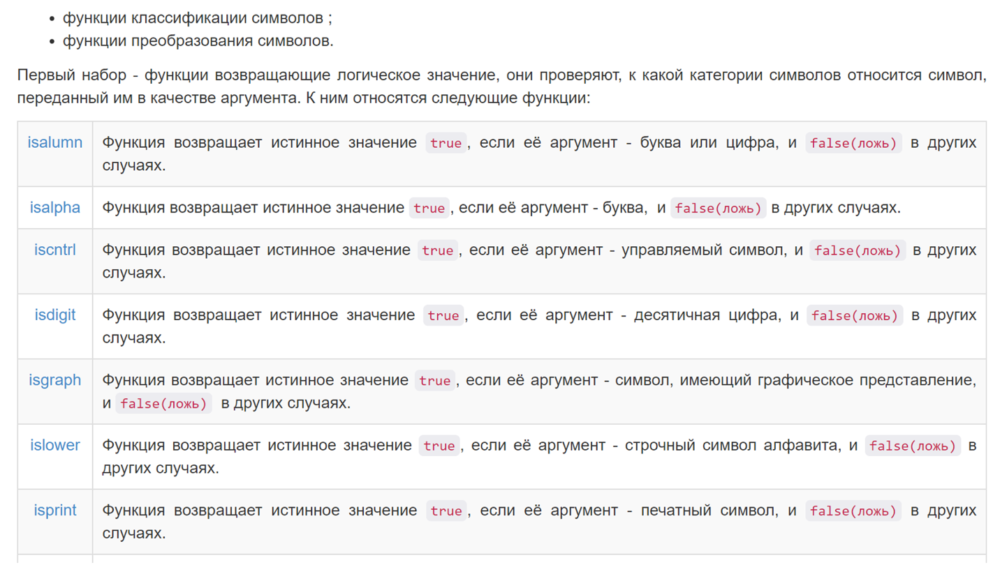 функции классификации символов ;
функции преобразования символов.
Первый набор - функции возвращающие логическое значение, они проверяют, к какой категории символов относится символ,
переданный им в качестве аргумента. К ним относятся следующие функции:
isalumn Функция возвращает истинное значение true, если её аргумент - буква или цифра, и false(ложь) в других
случаях.
isalpha Функция возвращает истинное значение true, если её аргумент - буква, и false(ложь) в других случаях.
iscntrl Функция возвращает истинное значение true, если её аргумент - управляемый символ, и false(ложь) в других
случаях.
isdigit Функция возвращает истинное значение true, если её аргумент - десятичная цифра, и false(ложь) в других
случаях.
isgraph Функция возвращает истинное значение true, если её аргумент - символ, имеющий графическое представление,
и false(ложь) в других случаях.
islower Функция возвращает истинное значение true, если её аргумент - строчный символ алфавита, и false(ложь) в
других случаях.
isprint Функция возвращает истинное значение true, если её аргумент - печатный символ, и false(ложь) в других
случаях.